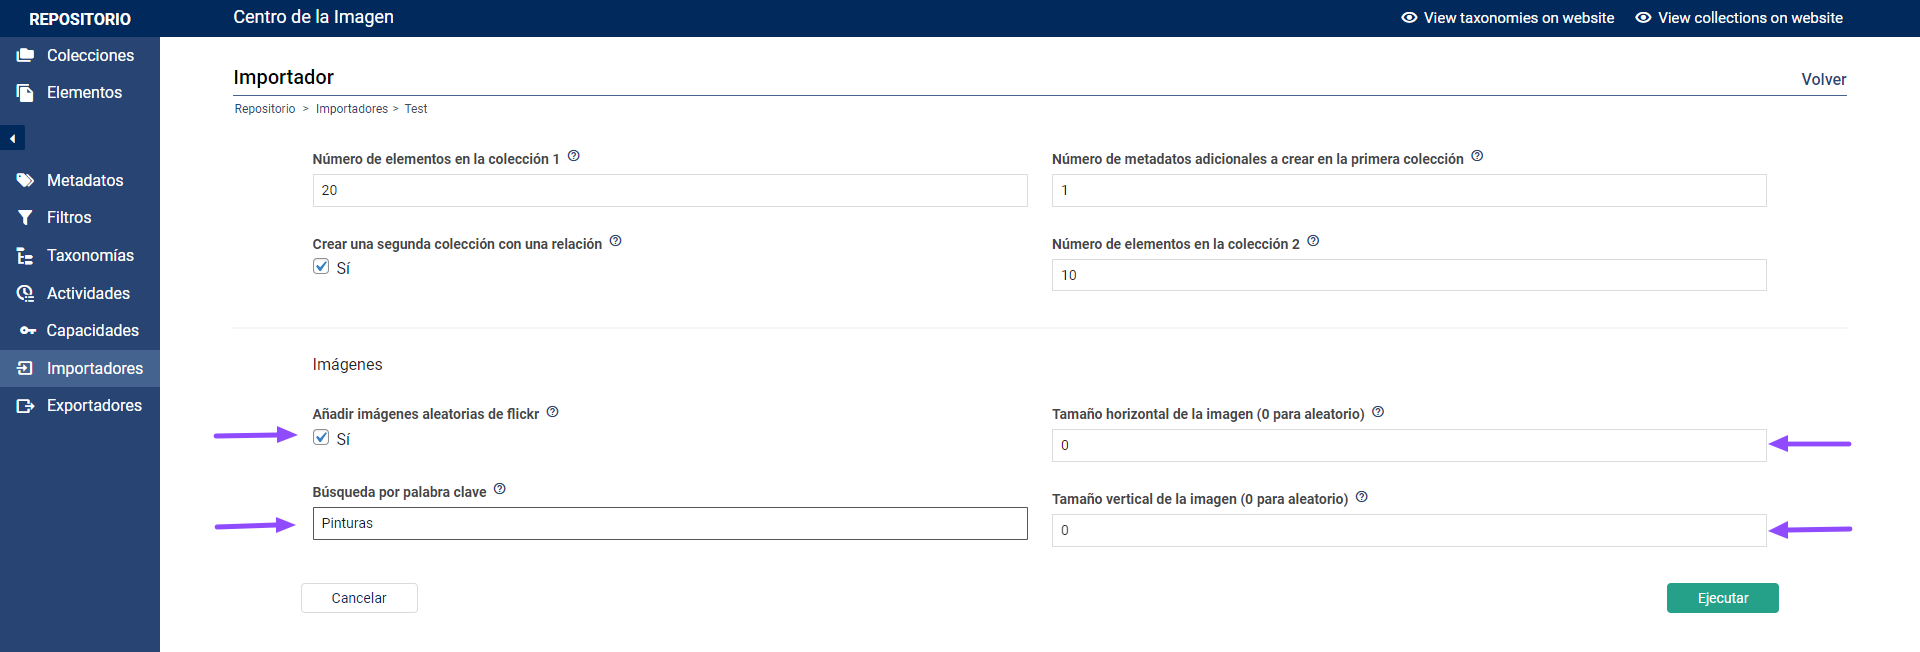 REPOSITORIO
Centro de la Imagen
View taxonomies on website
View collections on website
Colecciones
Elementos
Metadatos
Filtros
Taxonomías
Actividades
Capacidades
Importadores
Exportadores
Importador
Volver
Repositorio > Importadores > Test
Número de elementos en la colección 1
20
Número de metadatos adicionales a crear en la primera colección
1
Crear una segunda colección con una relación
Sí
Número de elementos en la colección 2
10
Imágenes
Añadir imágenes aleatorias de flickr
Sí
Tamaño horizontal de la imagen (0 para aleatorio)
0
Búsqueda por palabra clave
Pinturas
Tamaño vertical de la imagen (0 para aleatorio)
0
Cancelar
Ejecutar